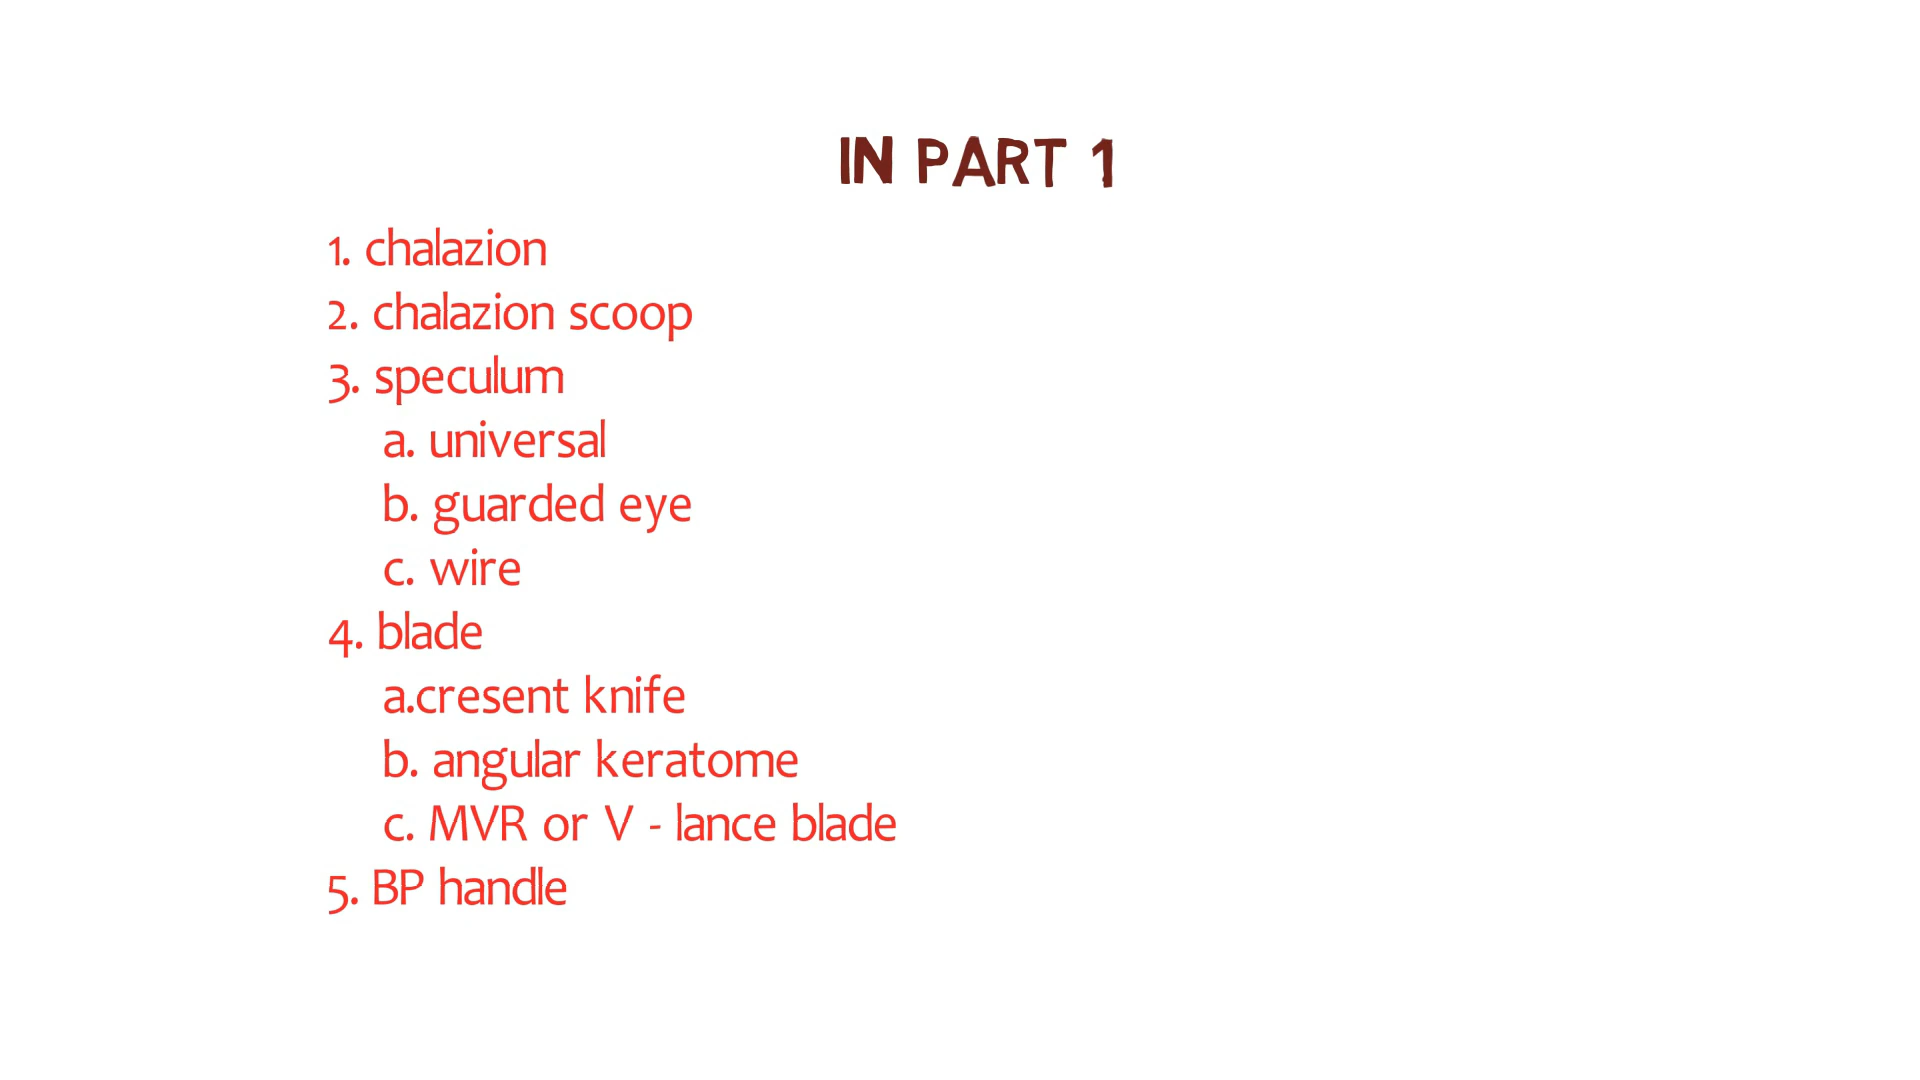 IN PART 1
1. chalazion
2. chalazion scoop
3. speculum
a. universal
b. guarded eye
c. wire
4. blade
a.cresent knife
b. angular keratome
c. MVR or V - lance blade
5. BP handle